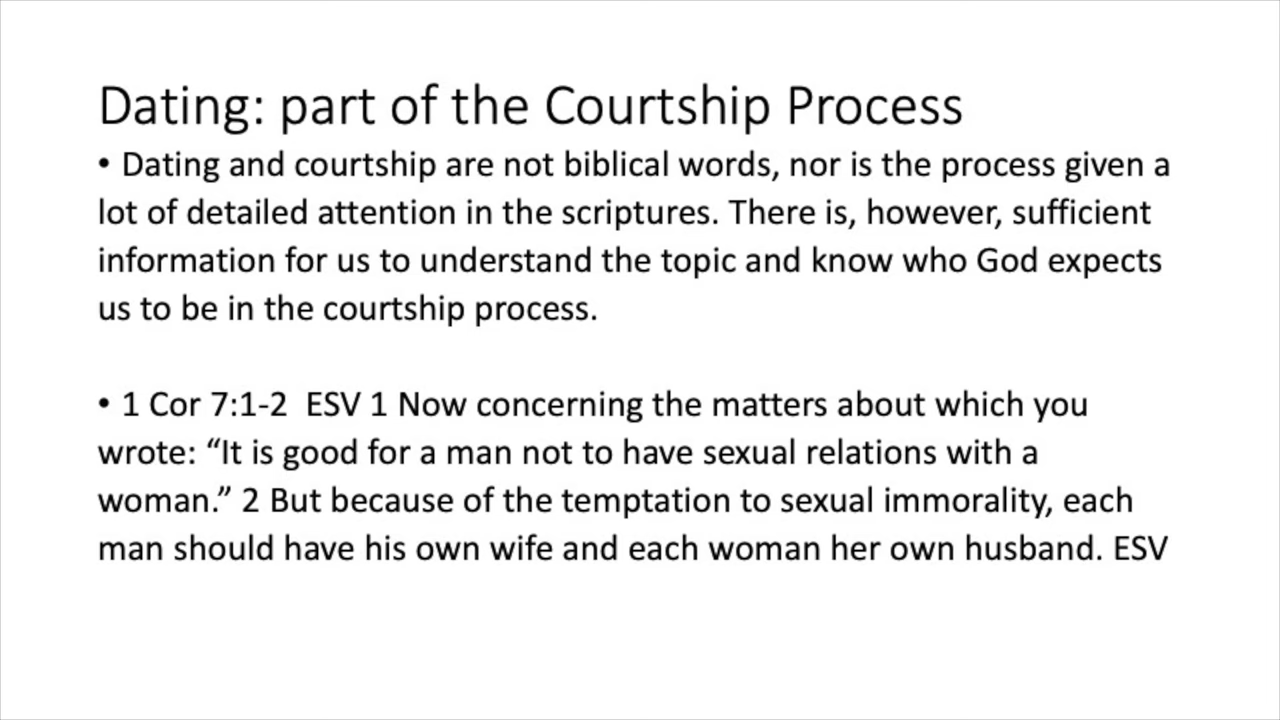 Dating: part of the Courtship Process
• Dating and courtship are not biblical words, nor is the process given a
lot of detailed attention in the scriptures. There is, however, sufficient
information for us to understand the topic and know who God expects
us to be in the courtship process.
• 1 Cor 7:1-2  ESV 1 Now concerning the matters about which you
wrote: “It is good for a man not to have sexual relations with a
woman.” 2 But because of the temptation to sexual immorality, each
man should have his own wife and each woman her own husband. ESV